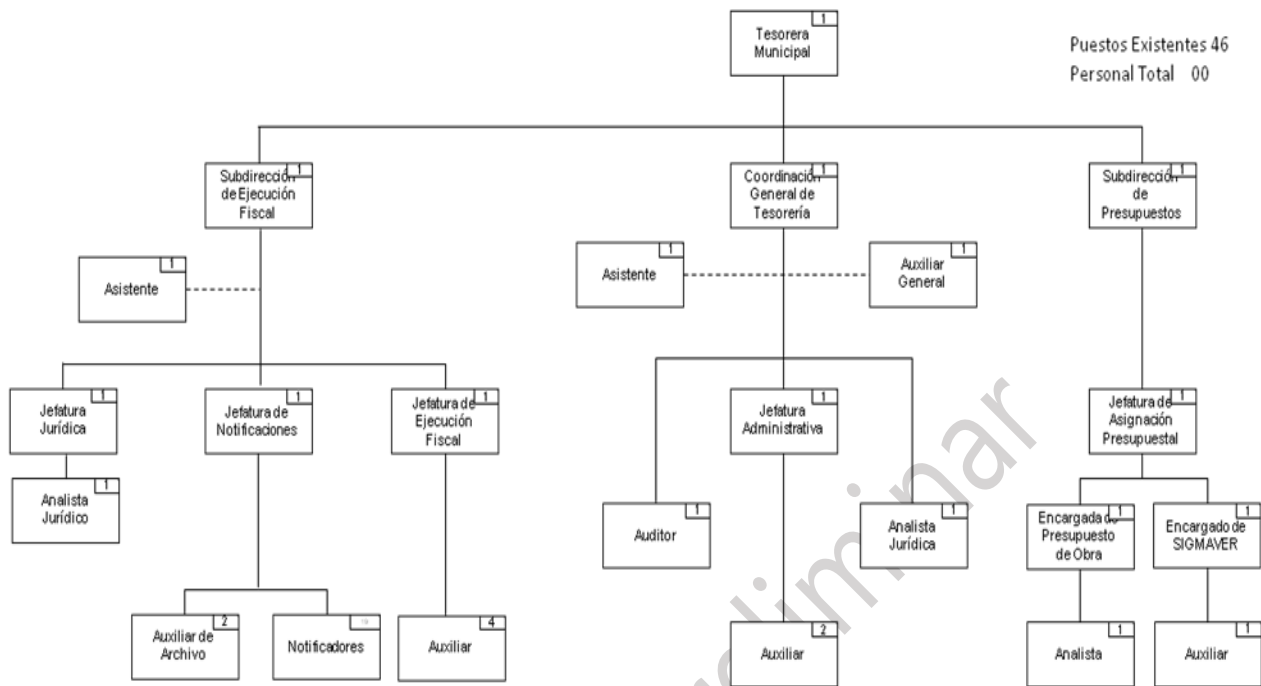 1
Tesorera
Municipal
Puestos Existentes 46
Personal Total 00
1
Subdirección
de Ejecución
Fiscal
1
Coordinación
General de
Tesorería
1
Subdirección
de
Presupuestos
1
Asistente
1
Asistente
1
Auxiliar
General
1
Jefatura
Jurídica
1
Jefatura de
Notificaciones
1
Jefatura de
Ejecución
Fiscal
1
Jefatura
Administrativa
1
Jefatura de
Asignación
Presupuestal
1
Analista
Jurídico
1
Auditor
1
Analista
Jurídica
1
Encargada de
Presupuesto
de Obra
1
Encargado de
SIGMAVER
2
Auxiliar de
Archivo
Notificadores
4
Auxiliar
2
Auxiliar
1
Analista
1
Auxiliar